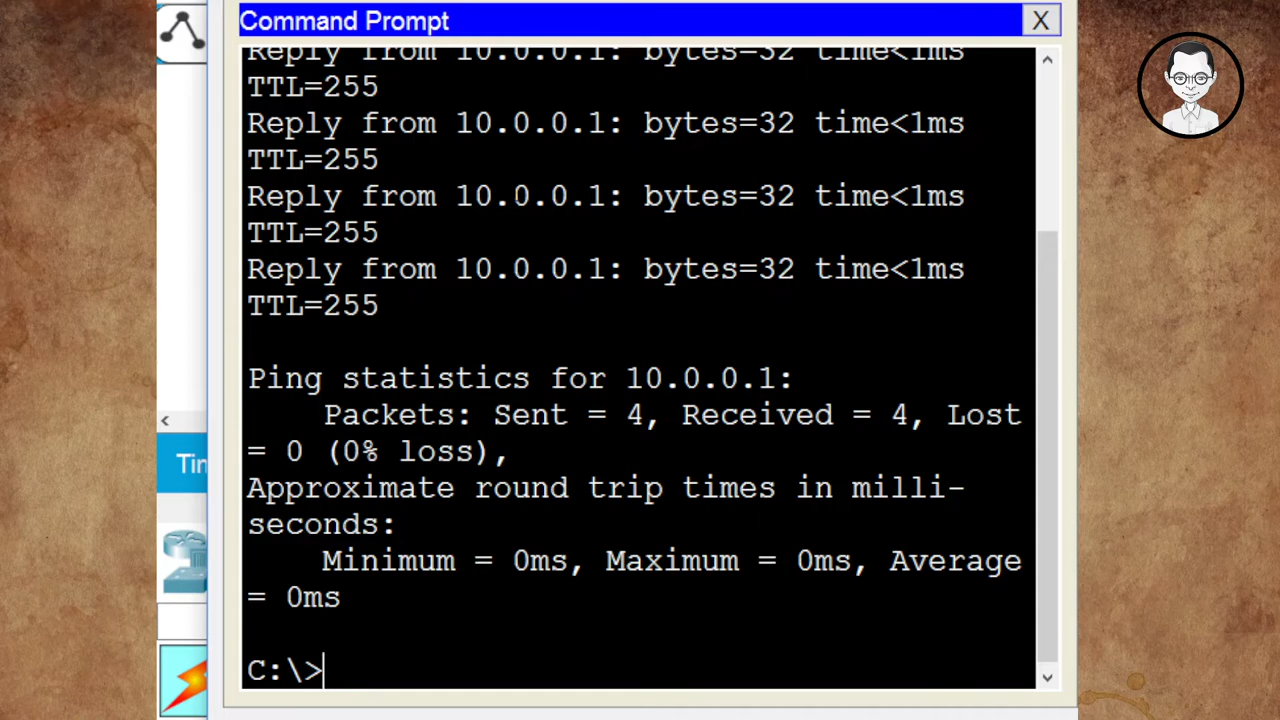 Command Prompt
X
Reply from 10.0.0.1: bytes=32 time<1ms
TTL=255
Reply from 10.0.0.1: bytes=32 time<1ms
TTL=255
Reply from 10.0.0.1: bytes=32 time<1ms
TTL=255
Reply from 10.0.0.1: bytes=32 time<1ms
TTL=255
Ping statistics for 10.0.0.1:
Packets: Sent = 4, Received = 4, Lost
= 0 (0% loss),
Approximate round trip times in milli-
seconds:
Minimum = 0ms, Maximum = 0ms, Average
= 0ms
C:\>